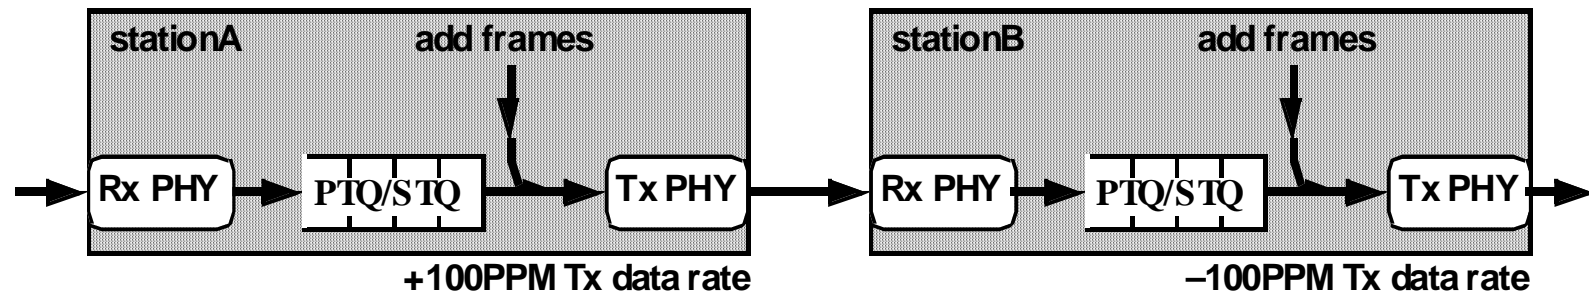 stationA add frames stationB add frames
Rx PHY PTQ/STQ Tx PHY Rx PHY PTQ/STQ Tx PHY
+100PPM Tx data rate –100PPM Tx data rate